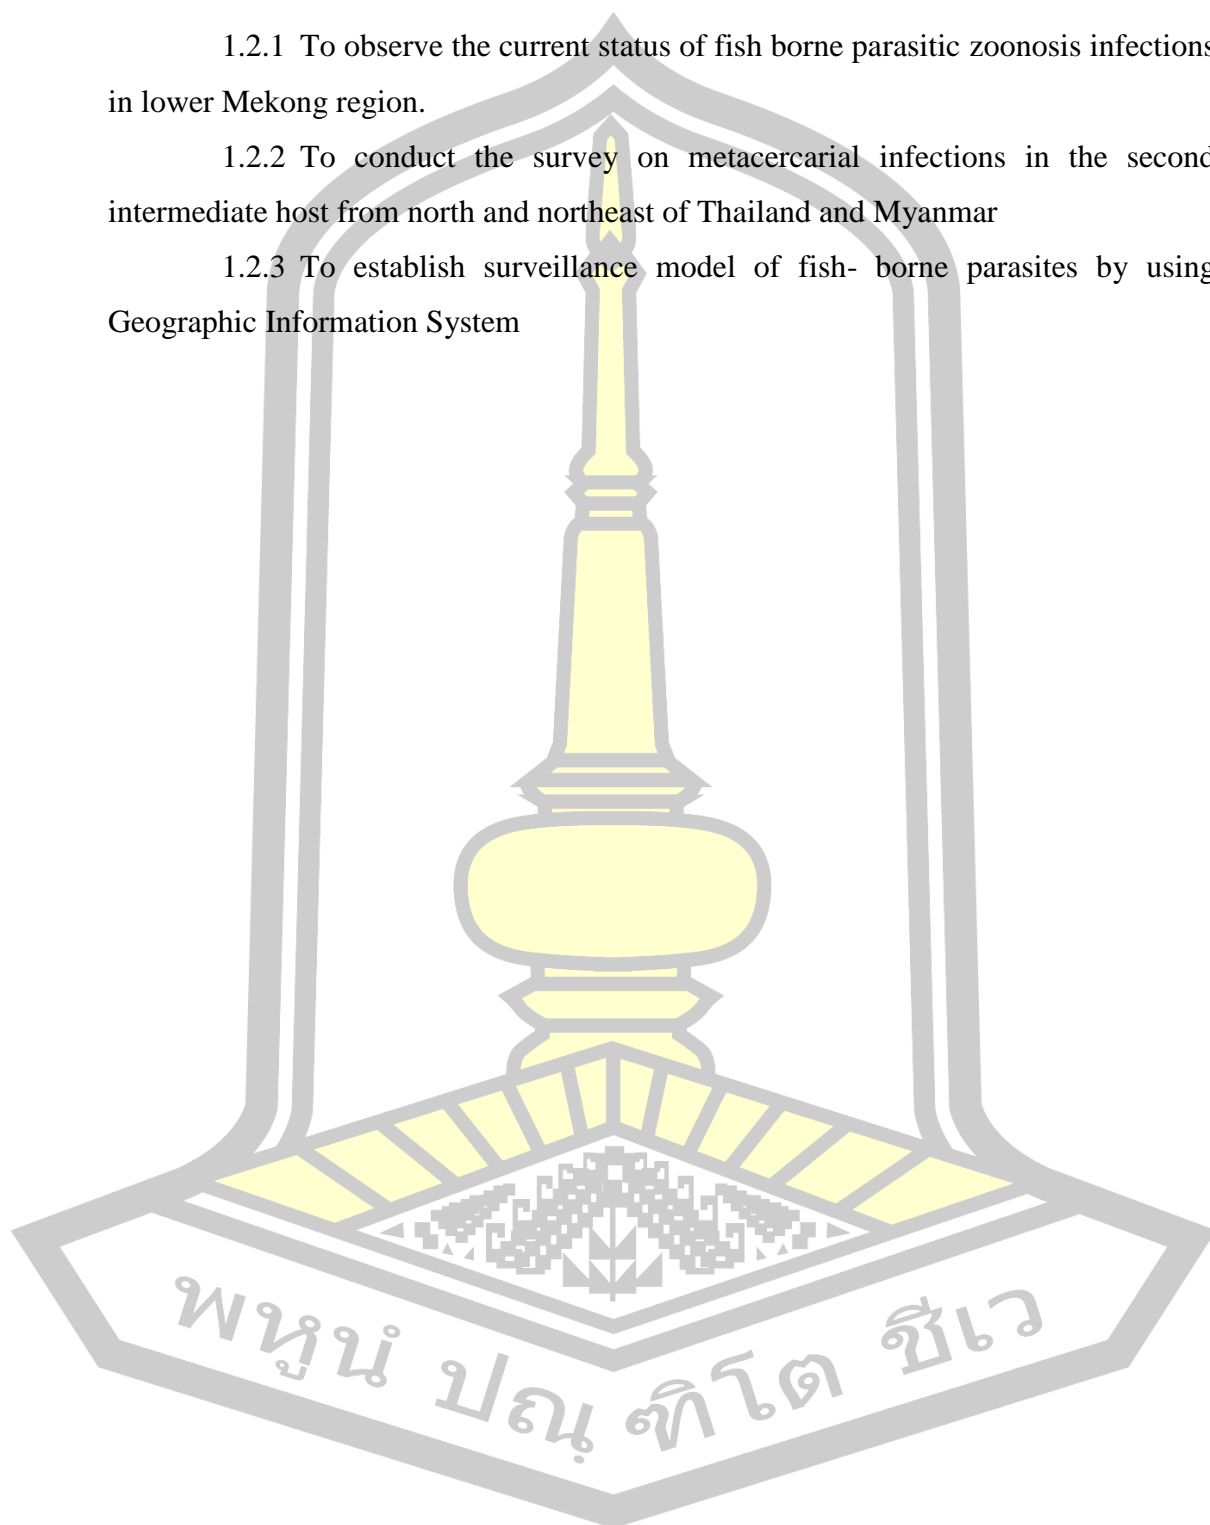 1.2.1 To observe the current status of fish borne parasitic zoonosis infections
in lower Mekong region.
1.2.2 To conduct the survey on metacercarial infections in the second
intermediate host from north and northeast of Thailand and Myanmar
1.2.3 To establish surveillance model of fish- borne parasites by using
Geographic Information System
พหูนํ ปณฺฑิโต ชีเว